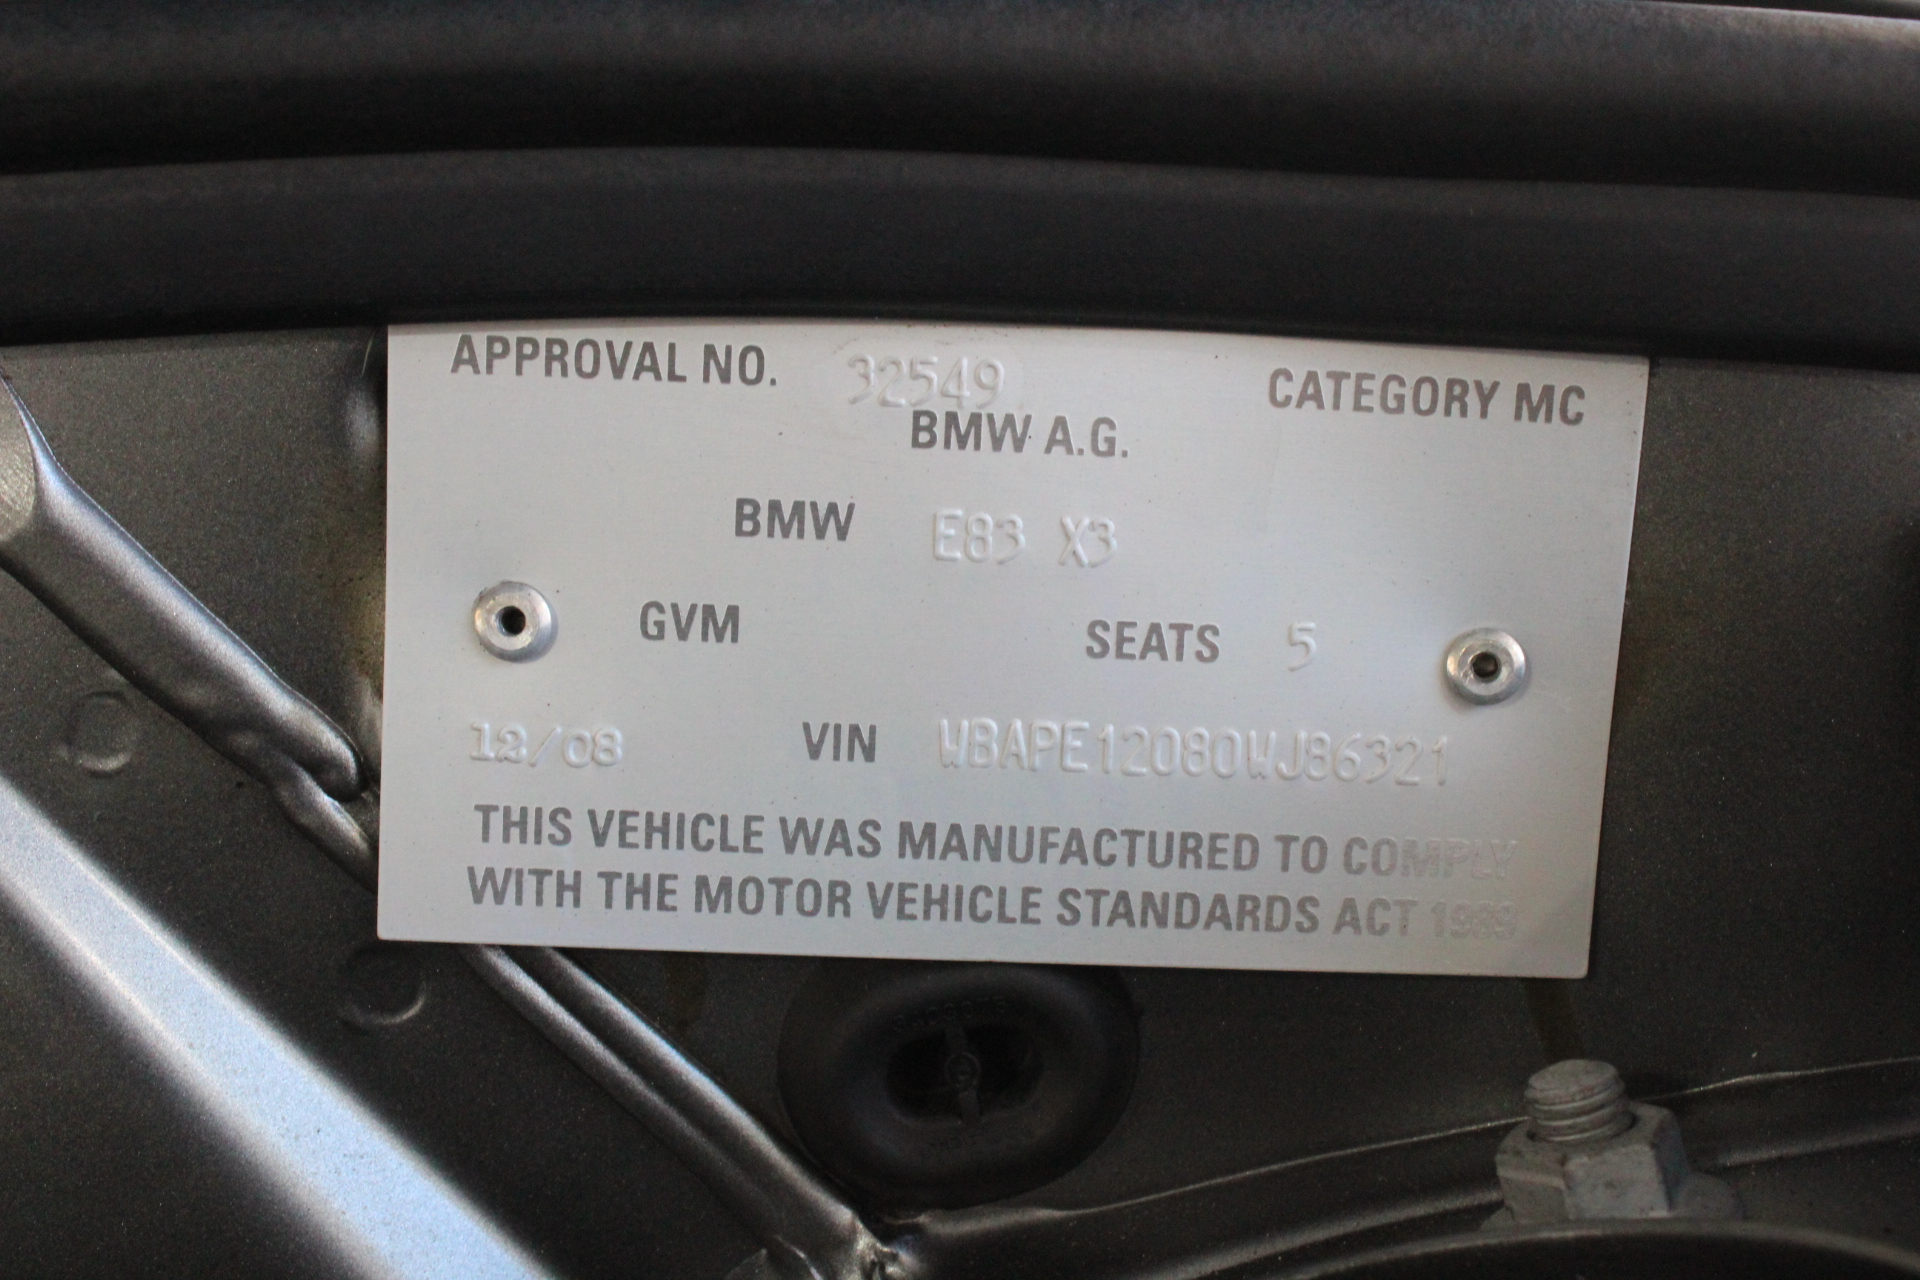 APPROVAL NO. 32549 CATEGORY MC
BMW A.G.
BMW E83 X3
GVM SEATS 5
12/08 VIN WBAPE12080WJ86321
THIS VEHICLE WAS MANUFACTURED TO COMPLY
WITH THE MOTOR VEHICLE STANDARDS ACT 1989